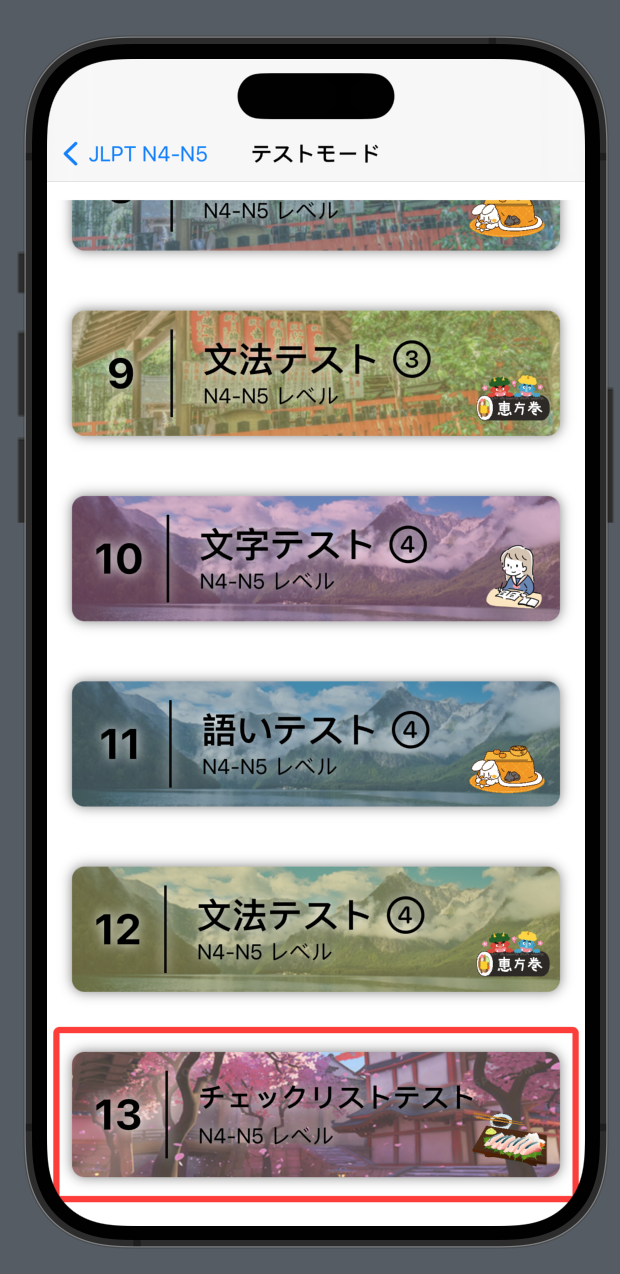 JLPT N4-N5
テストモード
N4-N5 レベル
9
文法テスト ③
N4-N5 レベル
恵方巻
10
文字テスト ④
N4-N5 レベル
11
語いテスト ④
N4-N5 レベル
12
文法テスト ④
N4-N5 レベル
恵方巻
13
チェックリストテスト
N4-N5 レベル